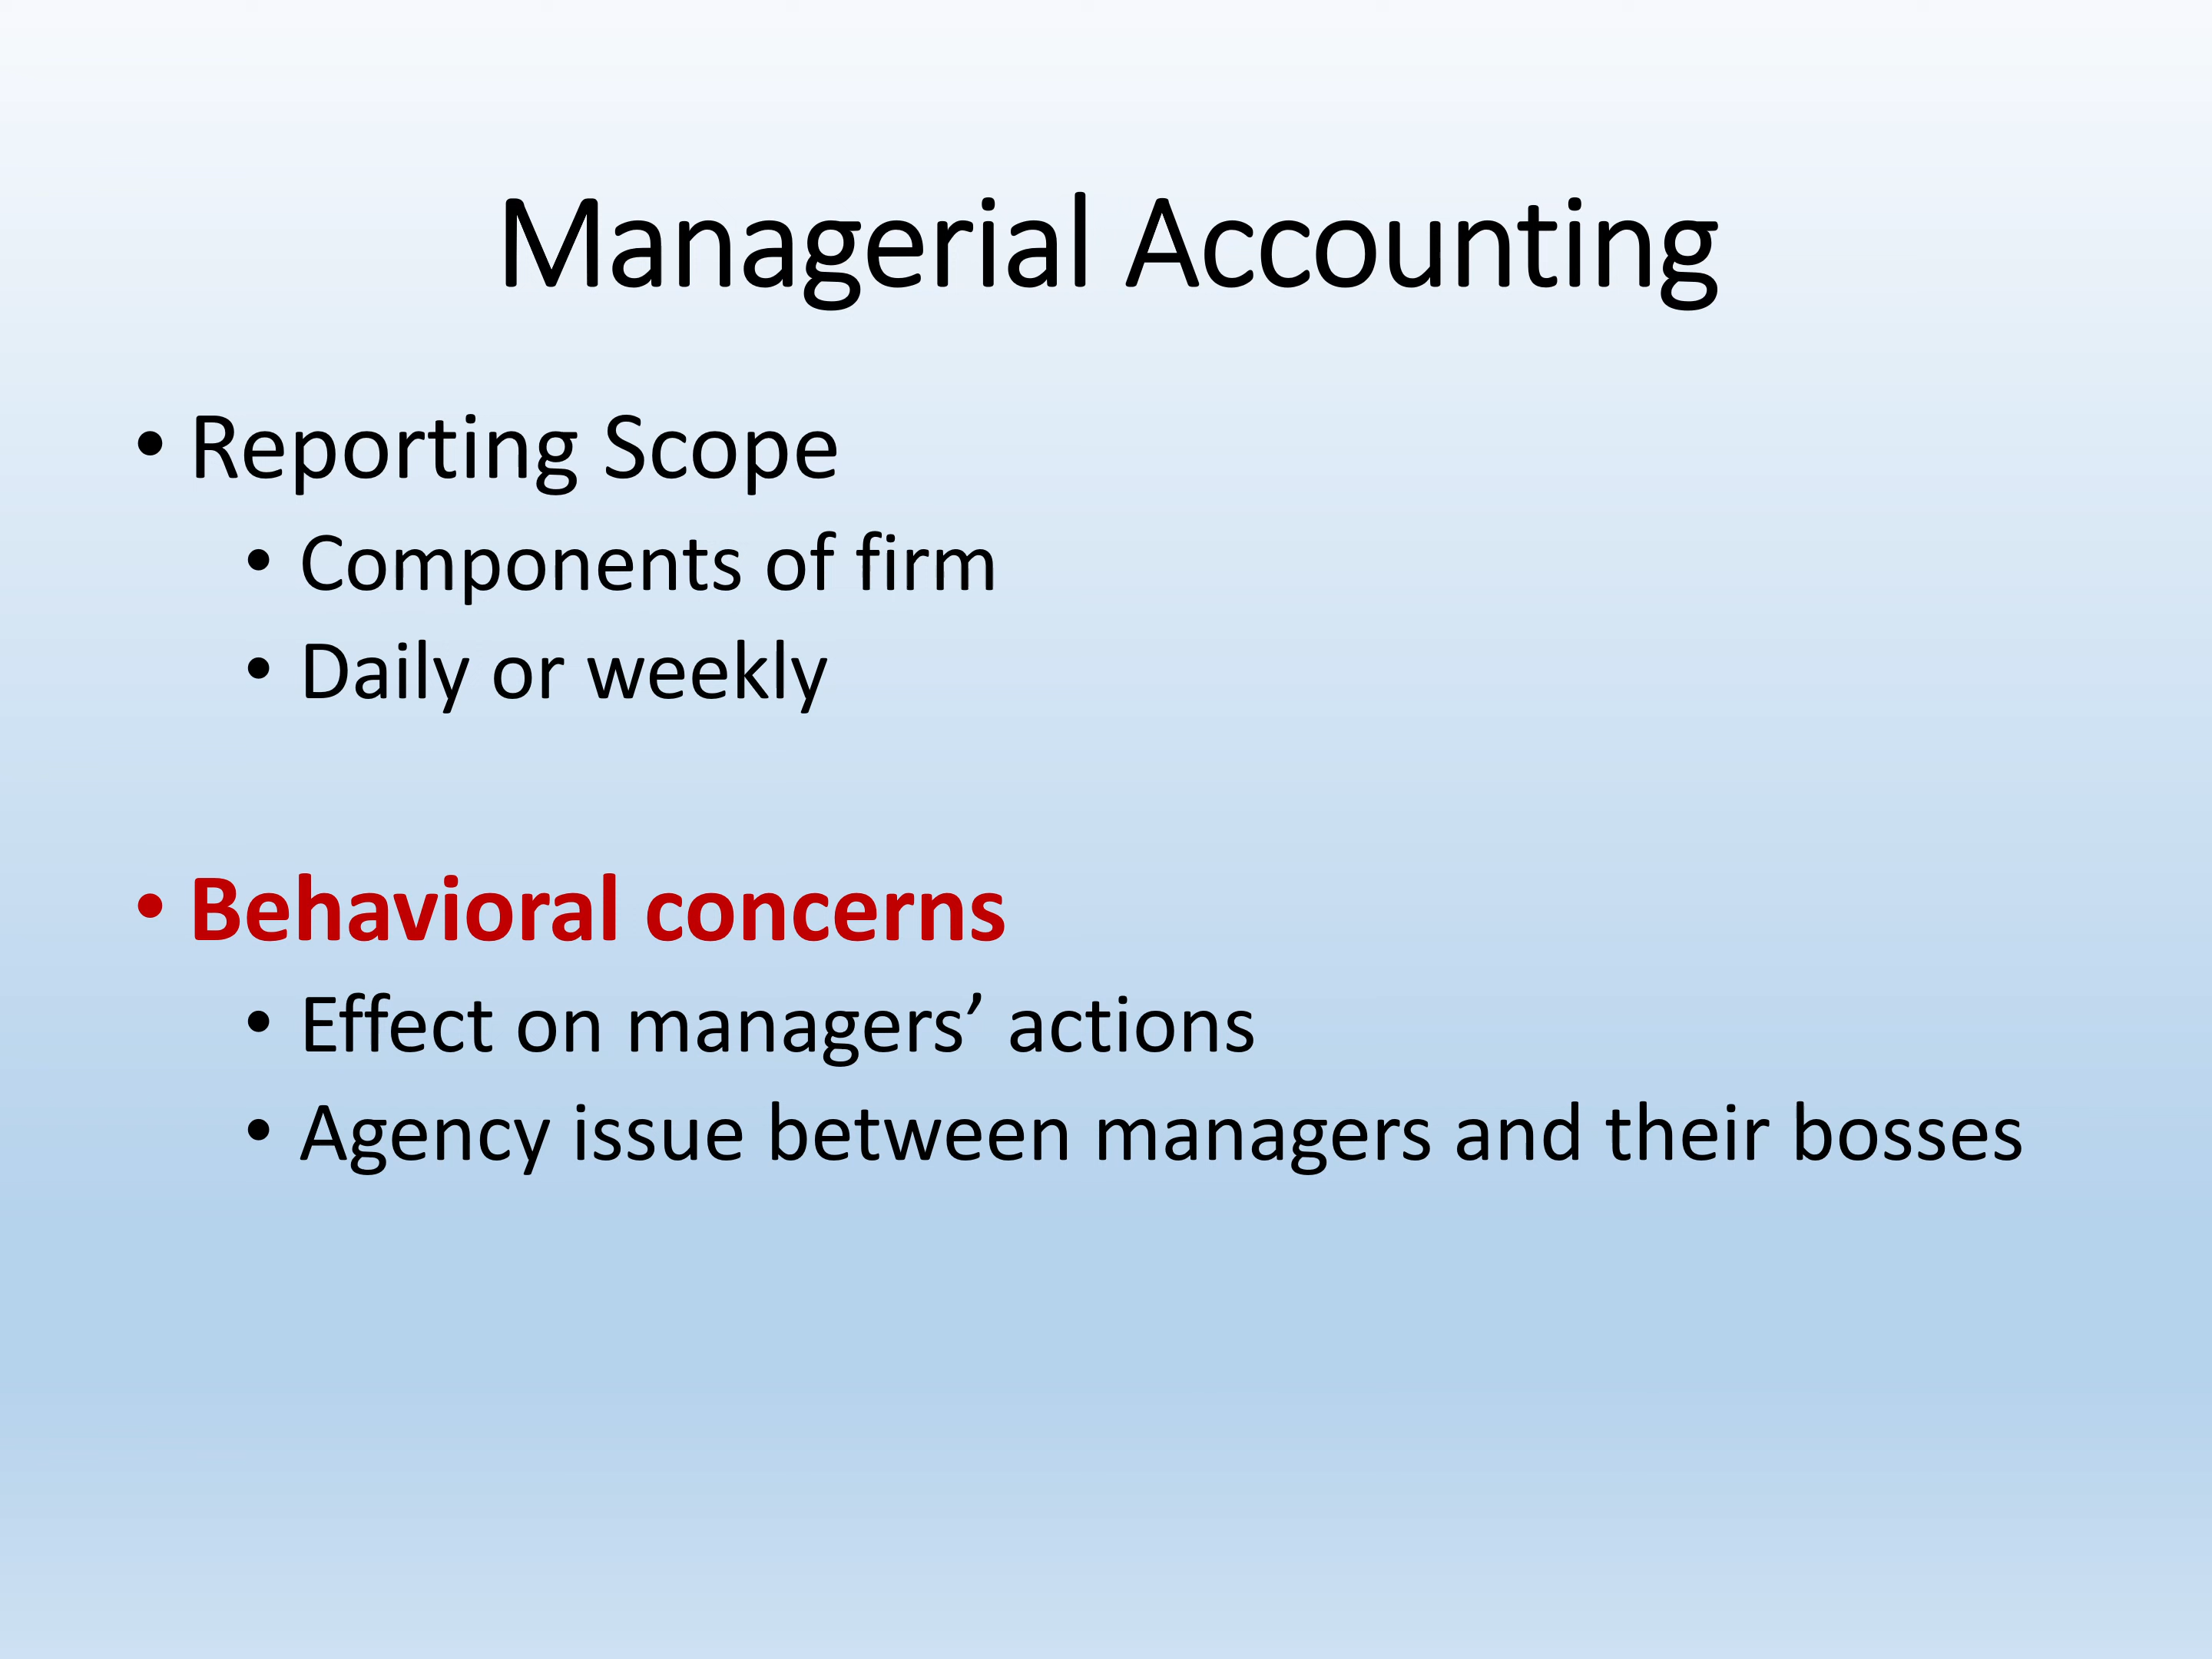 Managerial Accounting
• Reporting Scope
• Components of firm
• Daily or weekly
• Behavioral concerns
• Effect on managers’ actions
• Agency issue between managers and their bosses